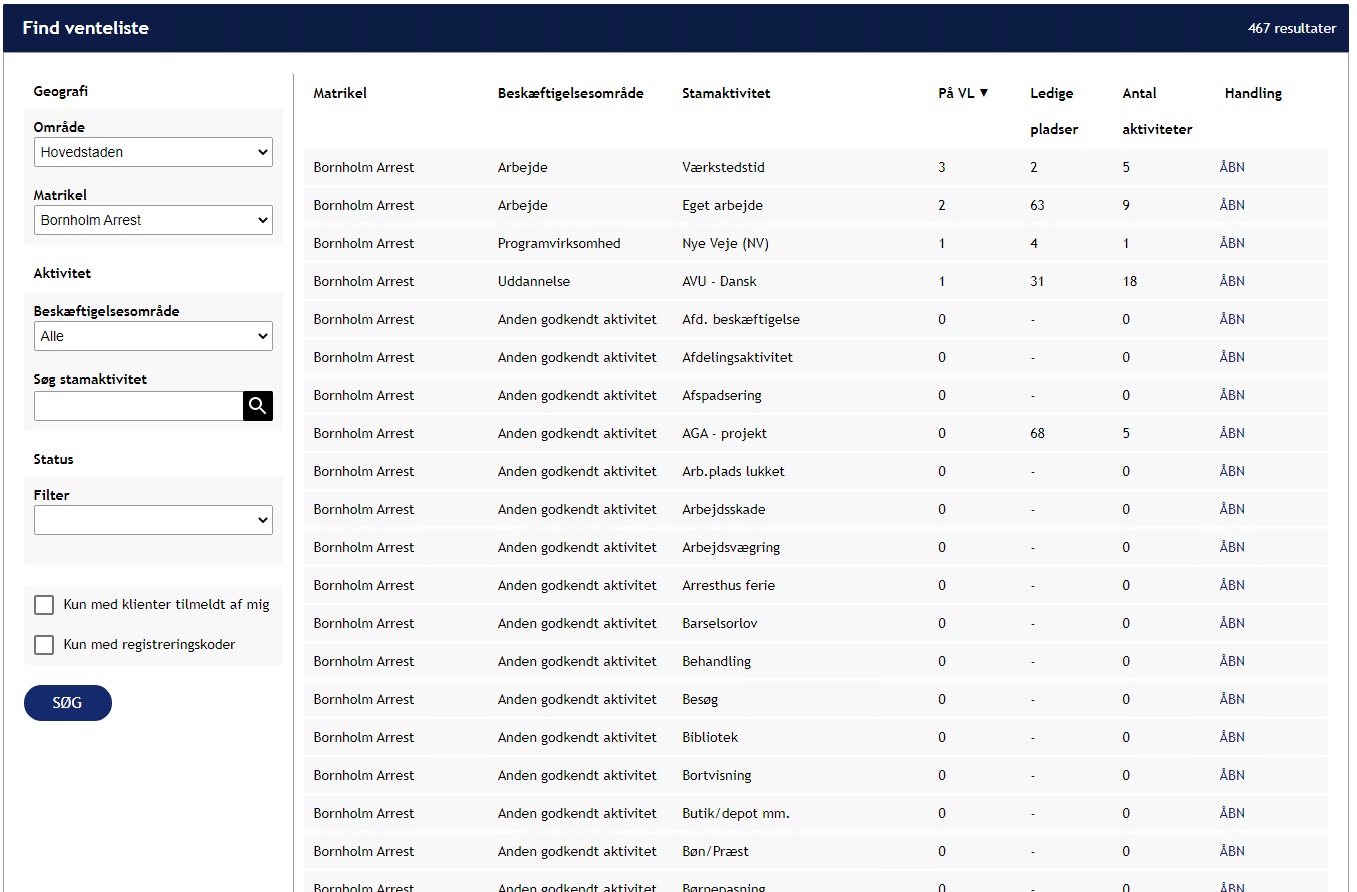 Find venteliste
467 resultater
Geografi
Område
Hovedstaden
Matrikel
Bornholm Arrest
Aktivitet
Beskæftigelsesområde
Alle
Søg stamaktivitet
Status
Filter
Kun med klienter tilmeldt af mig
Kun med registreringskoder
SØG
Matrikel Beskæftigelsesområde Stamaktivitet På VL ▼ Ledige pladser Antal aktiviteter Handling
Bornholm Arrest Arbejde Værkstedstid 3 2 5 ÅBN
Bornholm Arrest Arbejde Eget arbejde 2 63 9 ÅBN
Bornholm Arrest Programvirksomhed Nye Veje (NV) 1 4 1 ÅBN
Bornholm Arrest Uddannelse AVU - Dansk 1 31 18 ÅBN
Bornholm Arrest Anden godkendt aktivitet Afd. beskæftigelse 0 - 0 ÅBN
Bornholm Arrest Anden godkendt aktivitet Afdelingsaktivitet 0 - 0 ÅBN
Bornholm Arrest Anden godkendt aktivitet Afspadsering 0 - 0 ÅBN
Bornholm Arrest Anden godkendt aktivitet AGA - projekt 0 68 5 ÅBN
Bornholm Arrest Anden godkendt aktivitet Arb.plads lukket 0 - 0 ÅBN
Bornholm Arrest Anden godkendt aktivitet Arbejdsskade 0 - 0 ÅBN
Bornholm Arrest Anden godkendt aktivitet Arbejdsvægring 0 - 0 ÅBN
Bornholm Arrest Anden godkendt aktivitet Arresthus ferie 0 - 0 ÅBN
Bornholm Arrest Anden godkendt aktivitet Barselsorlov 0 - 0 ÅBN
Bornholm Arrest Anden godkendt aktivitet Behandling 0 - 0 ÅBN
Bornholm Arrest Anden godkendt aktivitet Besøg 0 - 0 ÅBN
Bornholm Arrest Anden godkendt aktivitet Bibliotek 0 - 0 ÅBN
Bornholm Arrest Anden godkendt aktivitet Bortvisning 0 - 0 ÅBN
Bornholm Arrest Anden godkendt aktivitet Butik/depot mm. 0 - 0 ÅBN
Bornholm Arrest Anden godkendt aktivitet Bøn/Præst 0 - 0 ÅBN
Bornholm Arrest Anden godkendt aktivitet Børnepasning 0 - 0 ÅBN